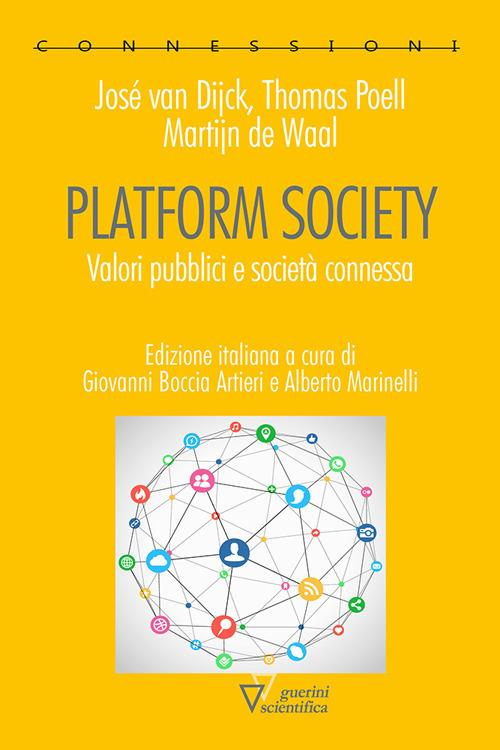 CONNESSIONI
José van Dijck, Thomas Poell
Martijn de Waal
PLATFORM SOCIETY
Valori pubblici e società connessa
Edizione italiana a cura di
Giovanni Boccia Artieri e Alberto Marinelli
guerini
scientifica